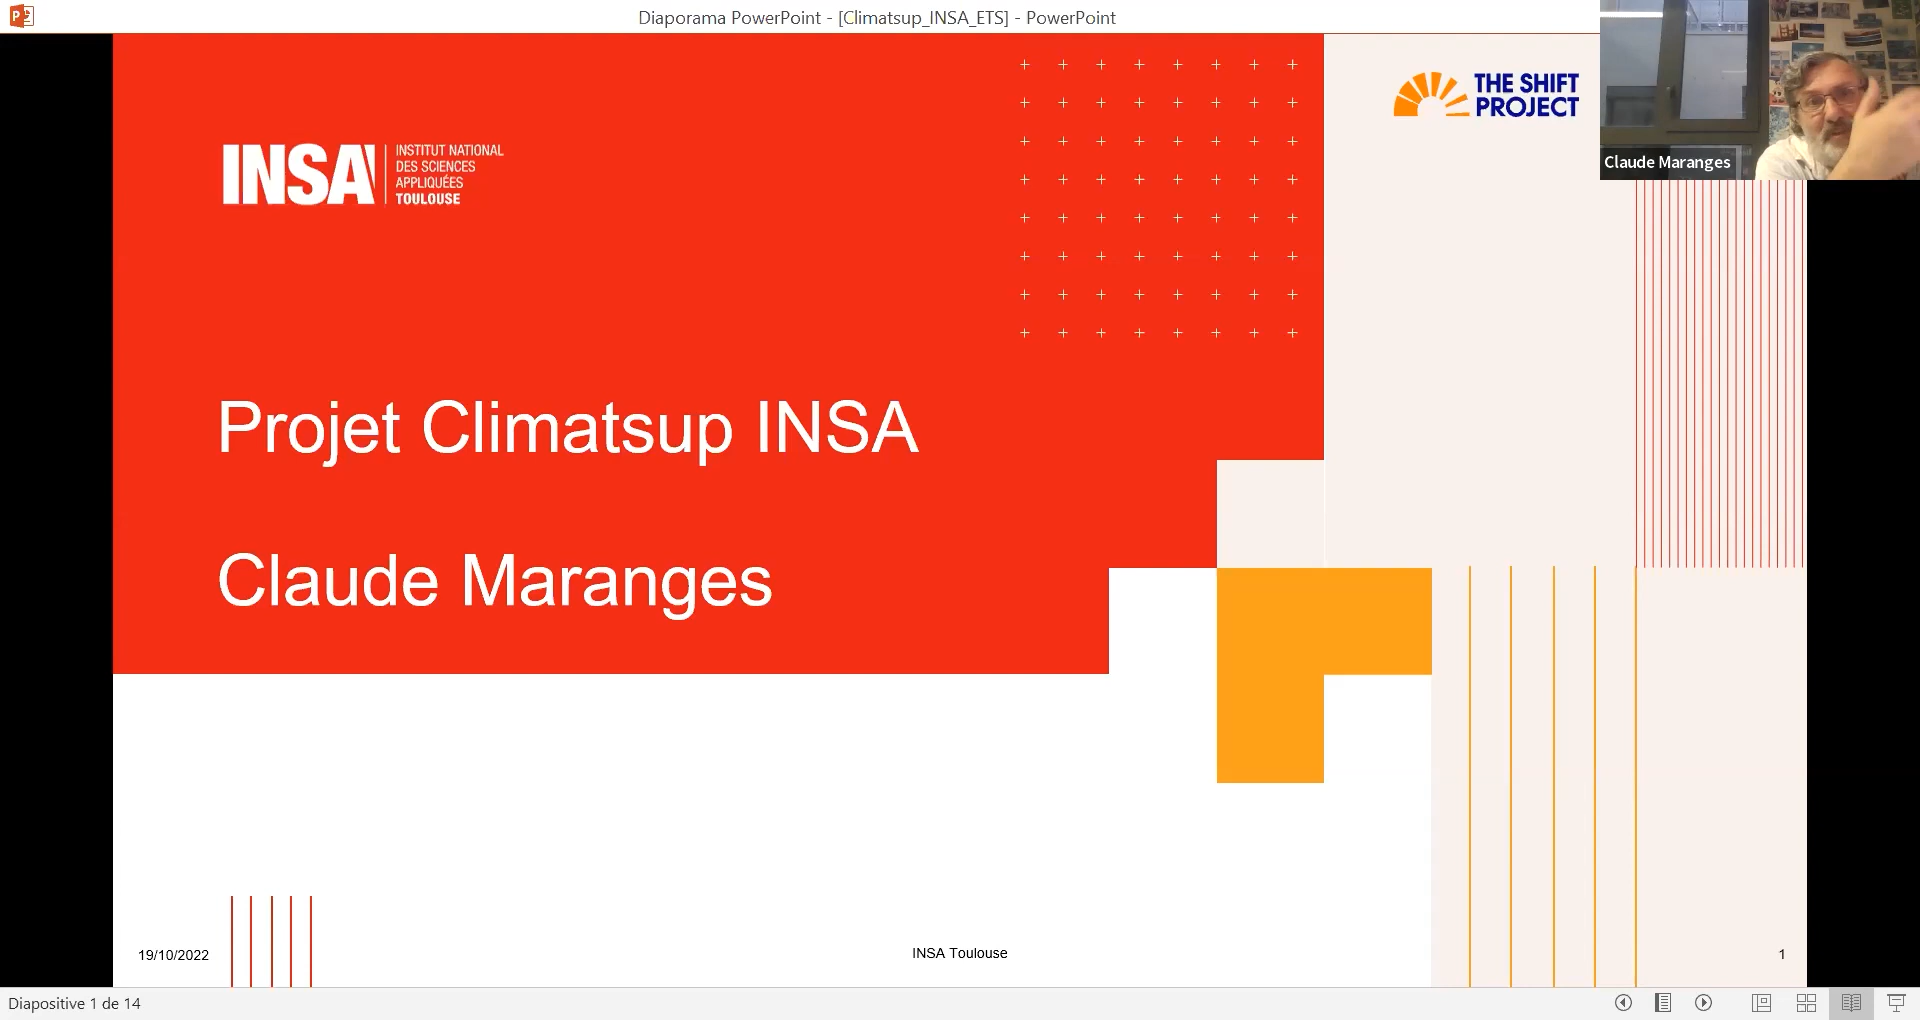 Diaporama PowerPoint - [Climatsup_INSA_ETS] - PowerPoint
THE SHIFT
PROJECT
Claude Maranges
INSA
INSTITUT NATIONAL
DES SCIENCES
APPLIQUÉES
TOULOUSE
Projet Climatsup INSA
Claude Maranges
19/10/2022
INSA Toulouse
1
Diapositive 1 de 14